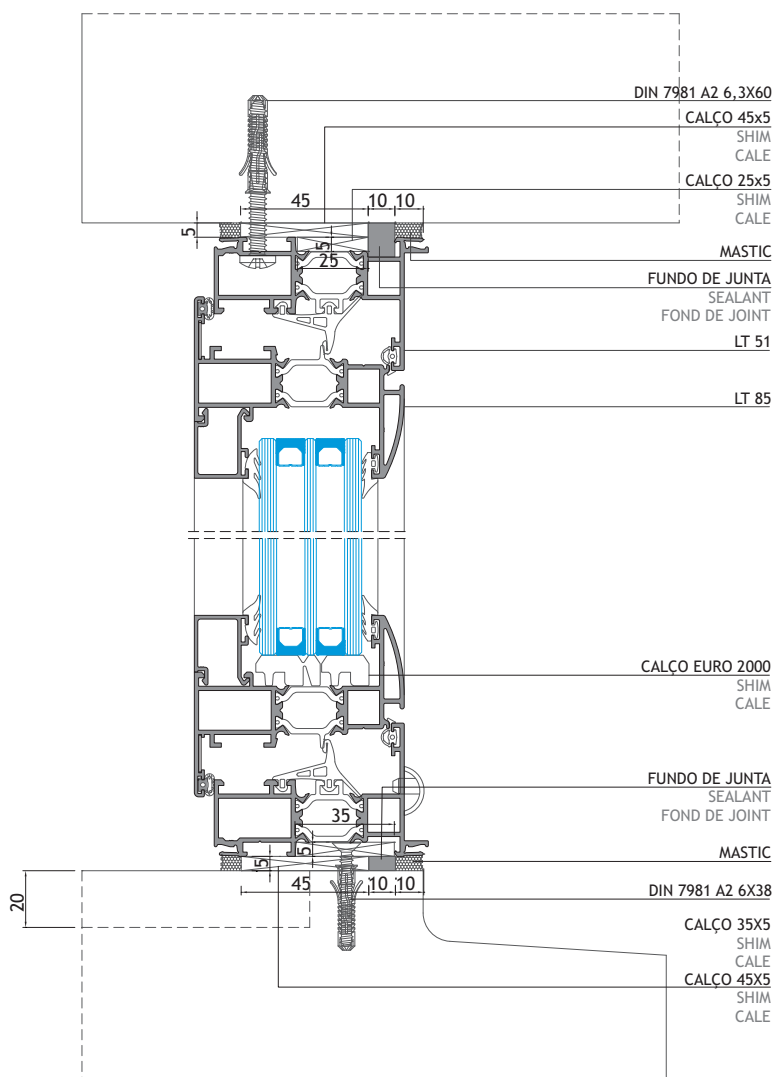 DIN 7981 A2 6,3X60
CALÇO 45x5
SHIM
CALE
CALÇO 25x5
SHIM
CALE
45
10
10
5
5
25
MASTIC
FUNDO DE JUNTA
SEALANT
FOND DE JOINT
LT 51
LT 85
CALÇO EURO 2000
SHIM
CALE
FUNDO DE JUNTA
SEALANT
FOND DE JOINT
35
5
5
MASTIC
45
10
10
20
DIN 7981 A2 6X38
CALÇO 35X5
SHIM
CALE
CALÇO 45X5
SHIM
CALE